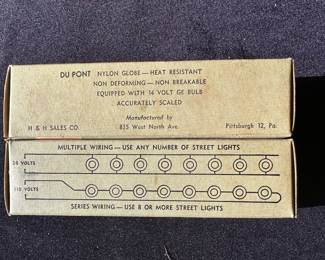 DU PONT NYLON GLOBE — HEAT RESISTANT
NON DEFORMING — NON BREAKABLE
EQUIPPED WITH 14 VOLT GE BULB
ACCURATELY SCALED
Manufactured by
H & H SALES CO. 835 West North Ave. Pittsburgh 12, Pa.
MULTIPLE WIRING — USE ANY NUMBER OF STREET LIGHTS
14 VOLTS
110 VOLTS
SERIES WIRING — USE 8 OR MORE STREET LIGHTS